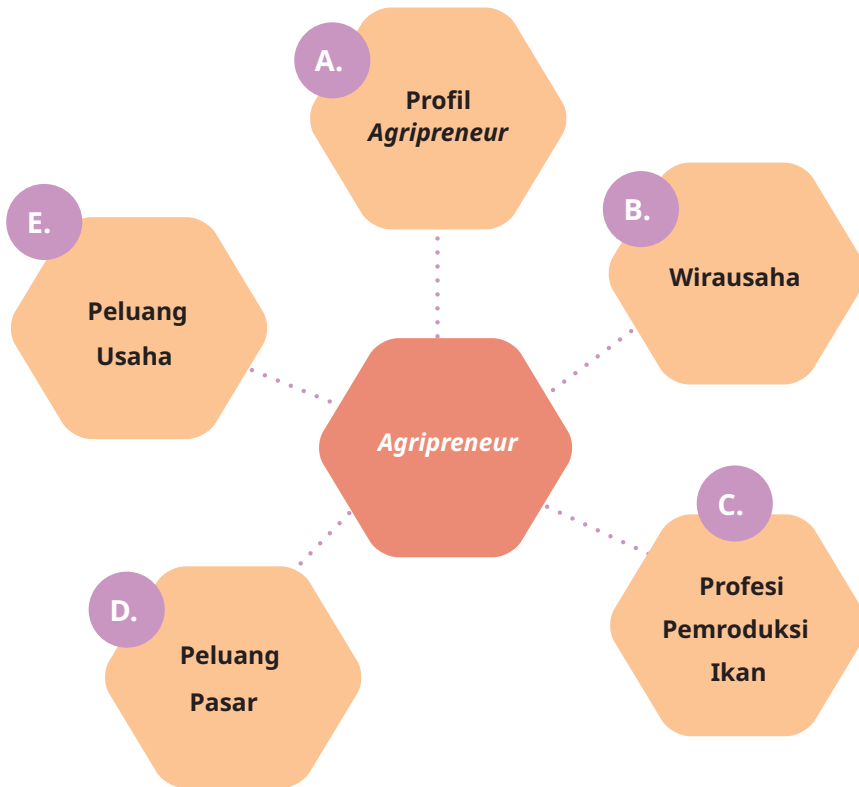 A.
Profil
Agripreneur
B.
Wirausaha
C.
Profesi
Pemroduksi
Ikan
D.
Peluang
Pasar
E.
Peluang
Usaha
Agripreneur